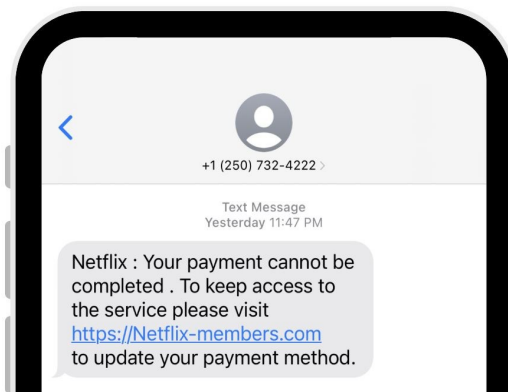 +1 (250) 732-4222 >
Text Message
Yesterday 11:47 PM
Netflix : Your payment cannot be
completed . To keep access to
the service please visit
https://Netflix-members.com
to update your payment method.